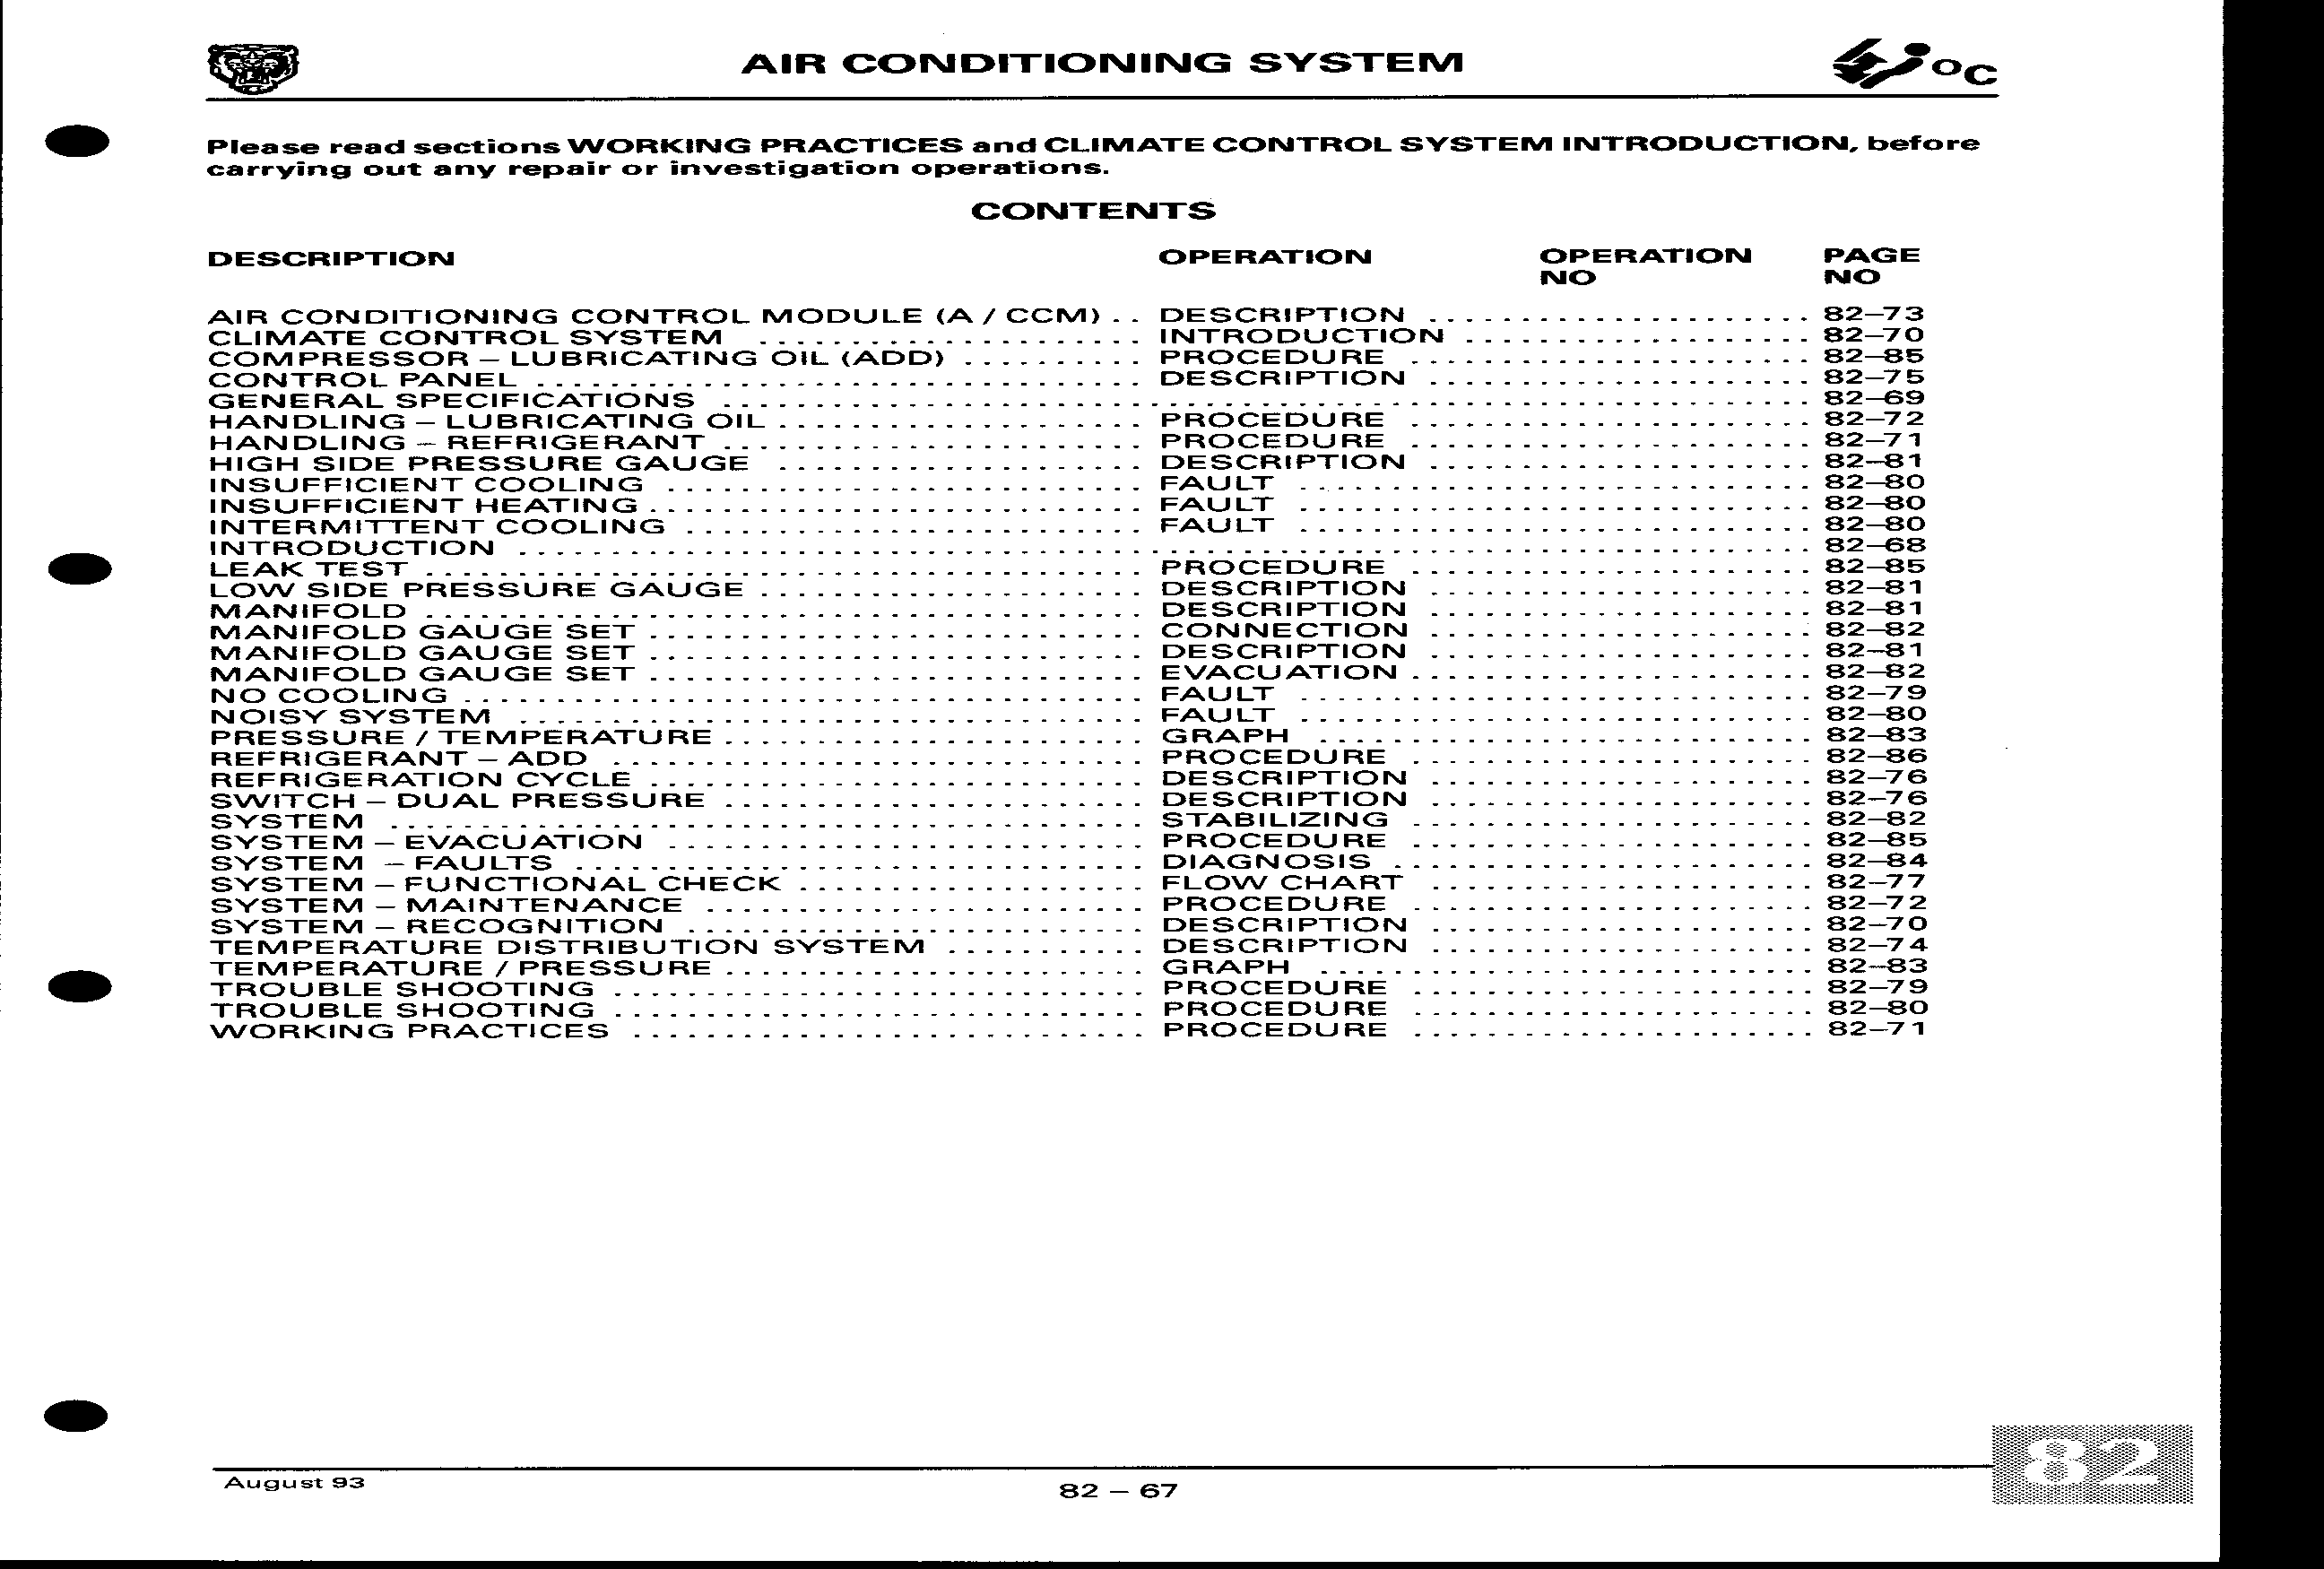 AIR CONDITIONING SYSTEM
oC
Please read sections WORKING PRACTICES and CLIMATE CONTROL SYSTEM INTRODUCTION, before
carrying out any repair or investigation operations.
CONTENTS
DESCRIPTION OPERATION OPERATION PAGE
NO NO
AIR CONDITIONING CONTROL MODULE (A / CCM) .. DESCRIPTION ..................... 82–73
CLIMATE CONTROL SYSTEM ..................... INTRODUCTION ................... 82–70
COMPRESSOR – LUBRICATING OIL (ADD) .......... PROCEDURE ...................... 82–85
CONTROL PANEL ................................. DESCRIPTION ..................... 82–75
GENERAL SPECIFICATIONS ........................................................... 82–69
HANDLING – LUBRICATING OIL .................... PROCEDURE ...................... 82–72
HANDLING – REFRIGERANT ....................... PROCEDURE ...................... 82–71
HIGH SIDE PRESSURE GAUGE .................... DESCRIPTION ..................... 82–81
INSUFFICIENT COOLING .......................... FAULT ............................ 82–80
INSUFFICIENT HEATING ........................... FAULT ............................ 82–80
INTERMITTENT COOLING ......................... FAULT ............................ 82–80
INTRODUCTION ...................................................................... 82–68
LEAK TEST ....................................... PROCEDURE ...................... 82–85
LOW SIDE PRESSURE GAUGE ..................... DESCRIPTION ..................... 82–81
MANIFOLD ....................................... DESCRIPTION ..................... 82–81
MANIFOLD GAUGE SET ........................... CONNECTION ..................... 82–82
MANIFOLD GAUGE SET ........................... DESCRIPTION ..................... 82–81
MANIFOLD GAUGE SET ........................... EVACUATION ...................... 82–82
NO COOLING ..................................... FAULT ............................ 82–79
NOISY SYSTEM .................................. FAULT ............................ 82–80
PRESSURE / TEMPERATURE ....................... GRAPH ........................... 82–83
REFRIGERANT – ADD ............................. PROCEDURE ...................... 82–86
REFRIGERATION CYCLE ........................... DESCRIPTION ..................... 82–76
SWITCH – DUAL PRESSURE ....................... DESCRIPTION ..................... 82–76
SYSTEM ......................................... STABILIZING ...................... 82–82
SYSTEM – EVACUATION .......................... PROCEDURE ...................... 82–85
SYSTEM – FAULTS ............................... DIAGNOSIS ....................... 82–84
SYSTEM – FUNCTIONAL CHECK ................... FLOW CHART ..................... 82–77
SYSTEM – MAINTENANCE ........................ PROCEDURE ...................... 82–72
SYSTEM – RECOGNITION ......................... DESCRIPTION ..................... 82–70
TEMPERATURE DISTRIBUTION SYSTEM ........... DESCRIPTION ..................... 82–74
TEMPERATURE / PRESSURE ....................... GRAPH ........................... 82–83
TROUBLE SHOOTING ............................. PROCEDURE ...................... 82–79
TROUBLE SHOOTING ............................. PROCEDURE ...................... 82–80
WORKING PRACTICES ............................ PROCEDURE ...................... 82–71
82
August 93
82 – 67